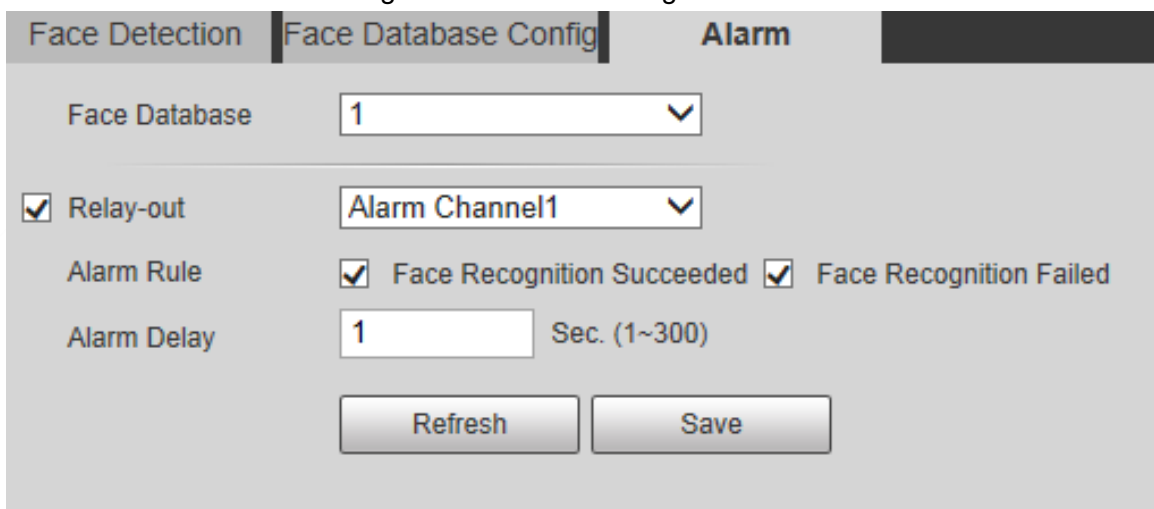 Face Detection Face Database Config Alarm
Face Database 1
Relay-out Alarm Channel1
Alarm Rule Face Recognition Succeeded Face Recognition Failed
Alarm Delay 1 Sec. (1~300)
Refresh Save